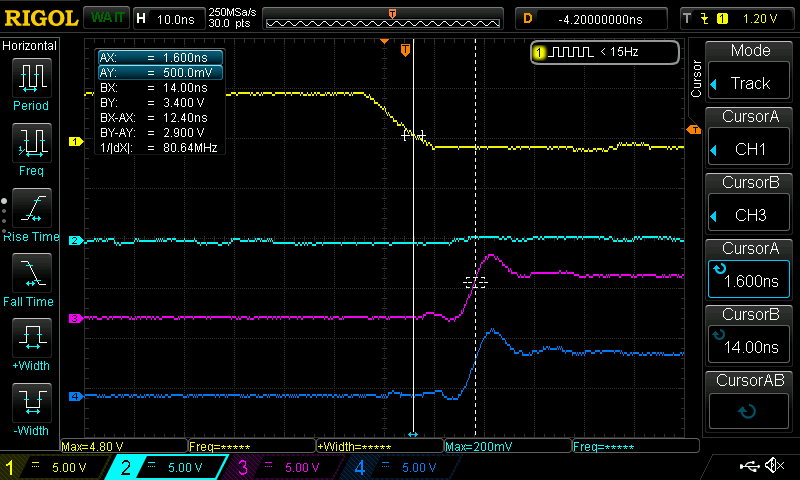 RIGOL WAIT H 10.0ns 250MSa/s 30.0 pts T D -4.20000000ns T 1 1.20 V
Horizontal
Period
Freq
Rise Time
Fall Time
+Width
-Width
AX: = 1.600ns
AY: = 500.0mV
BX: = 14.00ns
BY: = 3.400 V
BX-AX: = 12.40ns
BY-AY: = 2.900 V
1/|dX|: = 80.64MHz
T
1 < 15Hz
1
2
3
4
T
Cursor
Mode
Track
CursorA
CH1
CursorB
CH3
CursorA
1.600ns
CursorB
14.00ns
CursorAB
Max=4.80 V Freq=***** +Width=***** Max=200mV Freq=*****
1 = 5.00 V 2 = 5.00 V 3 = 5.00 V 4 = 5.00 V